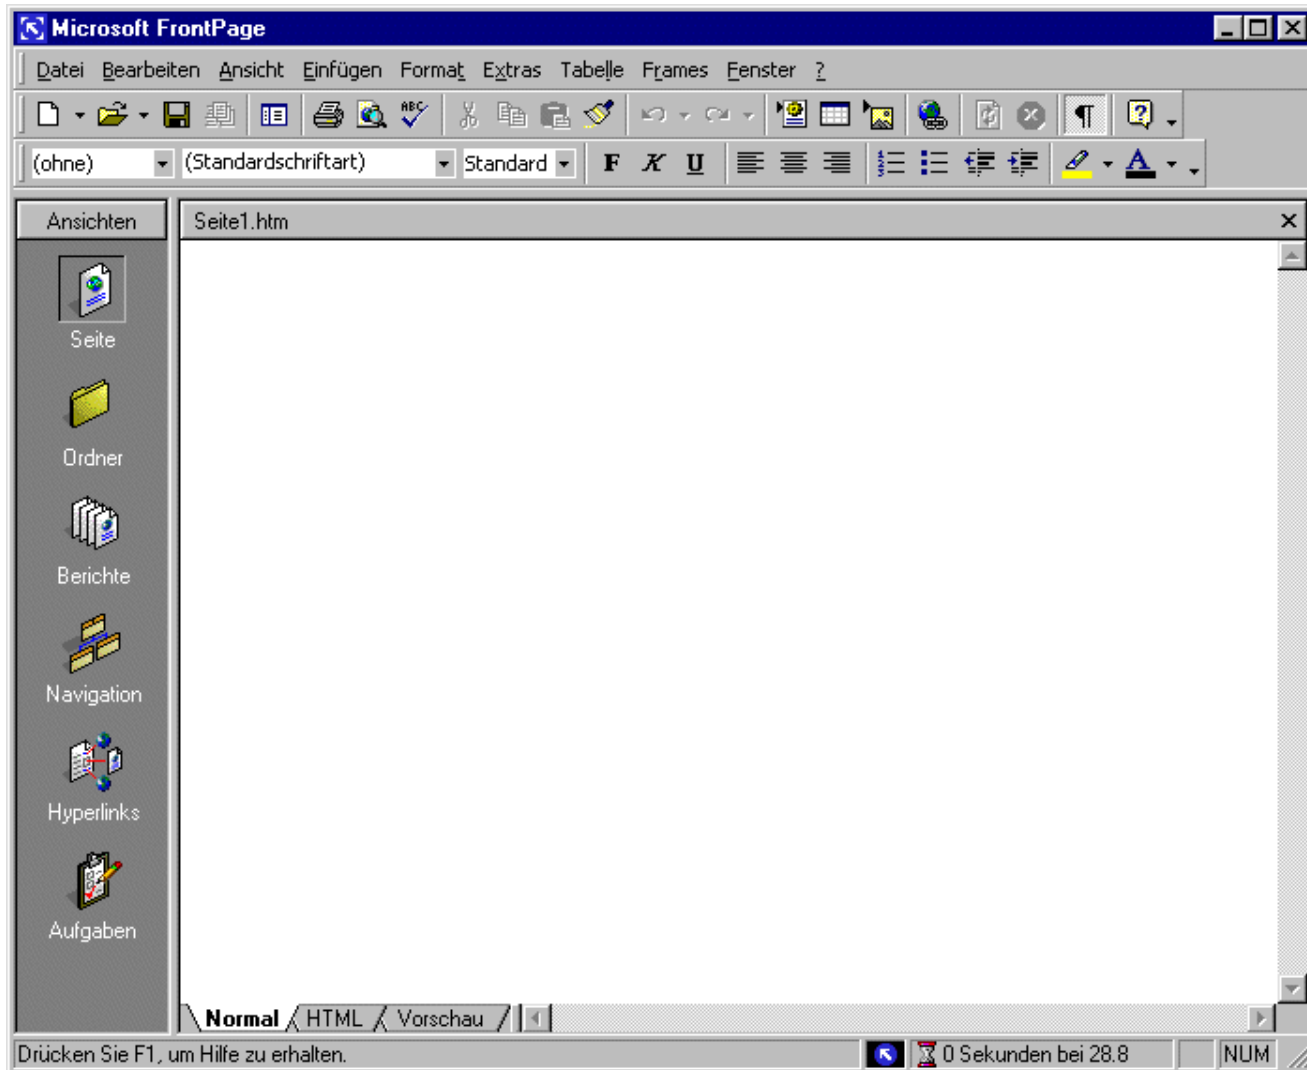 Microsoft FrontPage
Datei Bearbeiten Ansicht Einfügen Format Extras Tabelle Frames Fenster ?
ABC
(ohne) (Standardschriftart) Standard F K U
Ansichten Seite1.htm
Seite
Ordner
Berichte
Navigation
Hyperlinks
Aufgaben
Normal HTML Vorschau
Drücken Sie F1, um Hilfe zu erhalten. 0 Sekunden bei 28.8 NUM